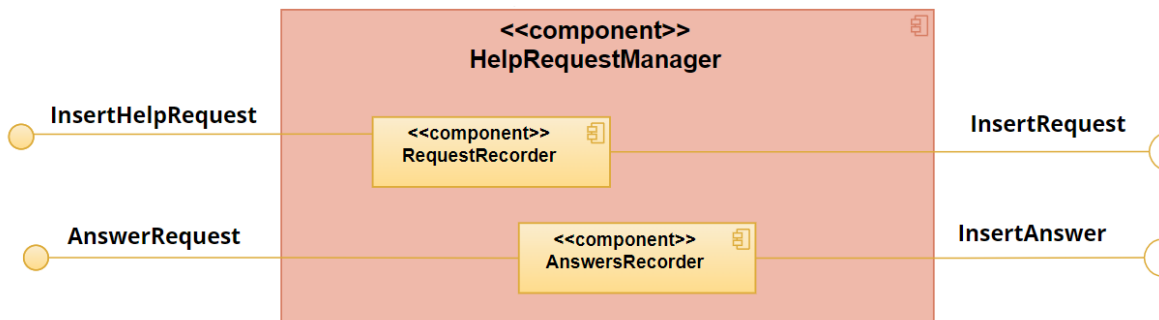 <<component>>
HelpRequestManager
InsertHelpRequest
<<component>>
RequestRecorder
InsertRequest
AnswerRequest
<<component>>
AnswersRecorder
InsertAnswer